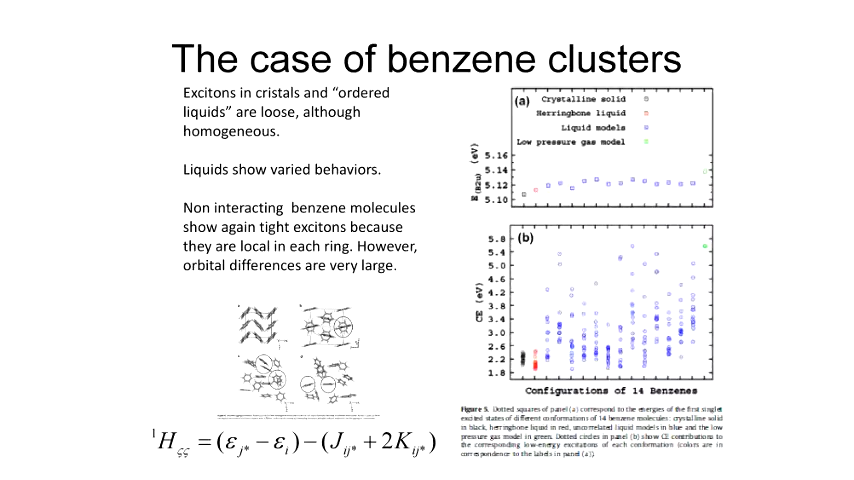 The case of benzene clusters
Excitons in cristals and “ordered
liquids” are loose, although
homogeneous.
Liquids show varied behaviors.
Non interacting benzene molecules
show again tight excitons because
they are local in each ring. However,
orbital differences are very large.
¹H_ςς = (ε_j* − ε_i) − (J_ij* + 2K_ij*)
(a)
Crystalline solid
Herringbone liquid
Liquid models
Low pressure gas model
E(B2u) (eV)
5.16
5.14
5.12
5.10
(b)
CE (eV)
5.8
5.4
5.0
4.6
4.2
3.8
3.4
3.0
2.6
2.2
1.8
Configurations of 14 Benzenes
Figure 5. Dotted squares of panel (a) correspond to the energies of the first singlet
excited states of different conformations of 14 benzene molecules: crystalline solid
in black, herringbone liquid in red, uncorrelated liquid models in blue and the low
pressure gas model in green. Dotted circles in panel (b) show CE contributions to
the corresponding low-energy excitations of each conformation (colors are in
correspondence to the labels in panel (a)).